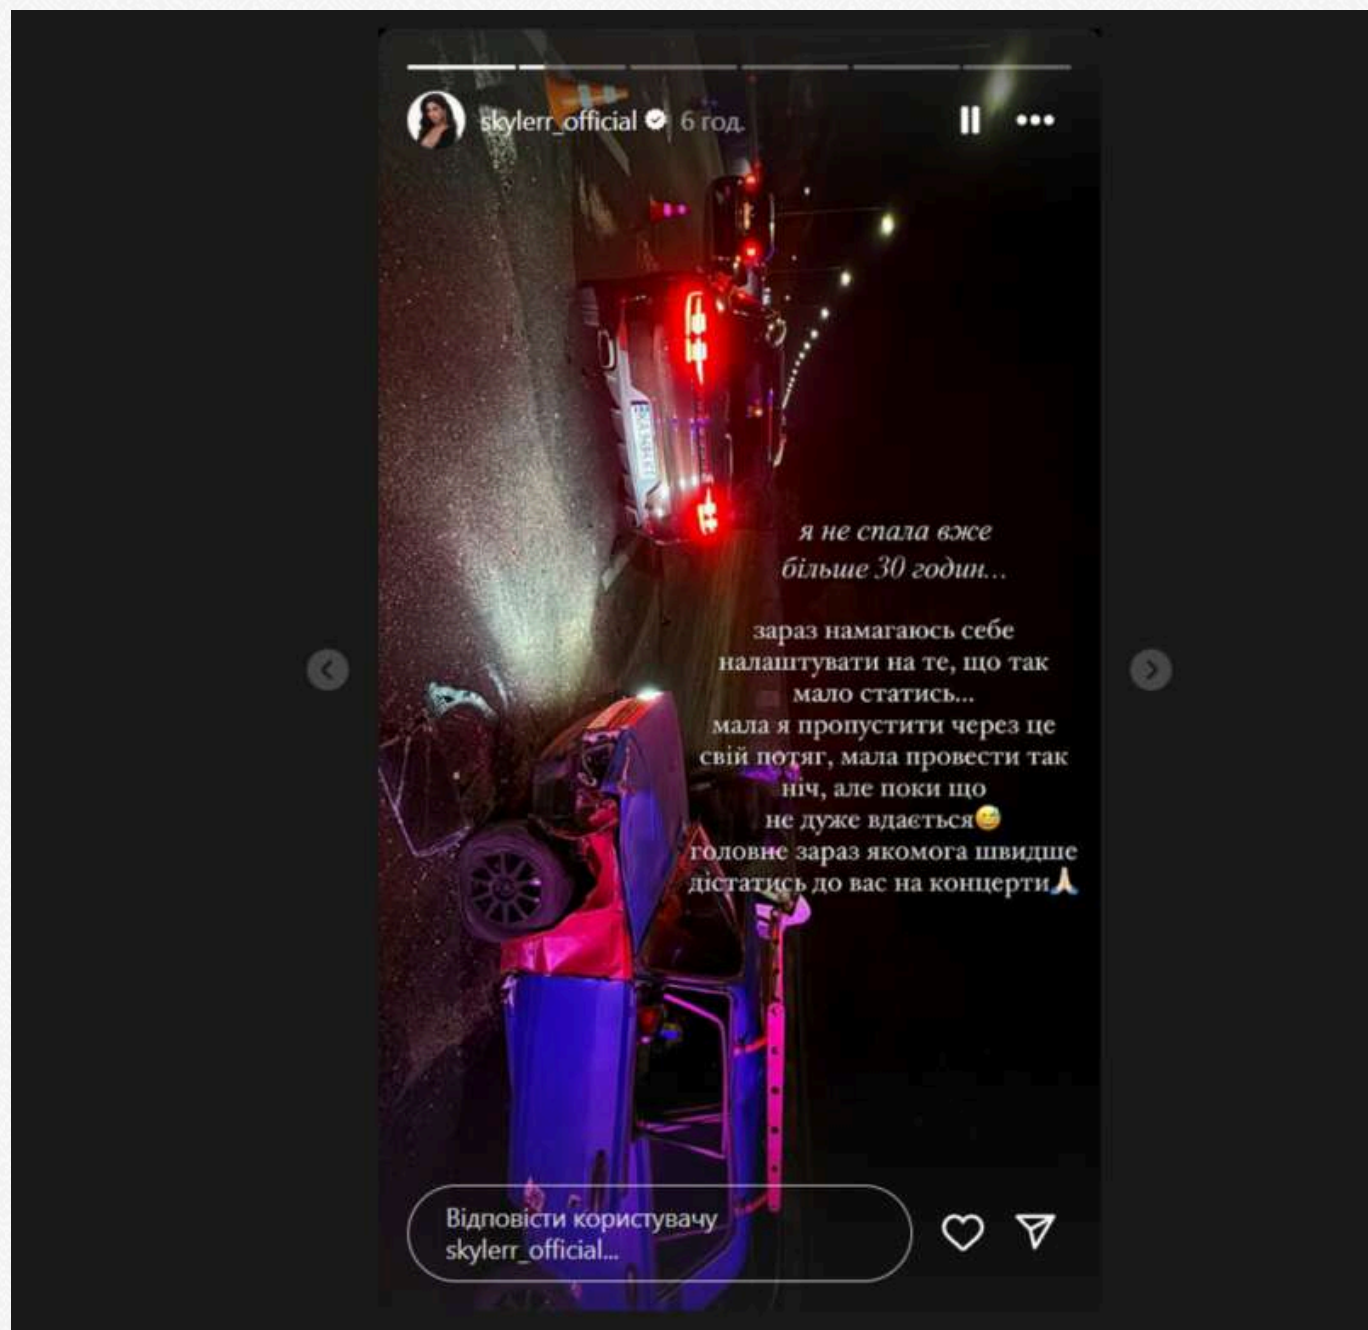 skylerr_official 6 год.
я не спала вже
більше 30 годин...
зараз намагаюсь себе
налаштувати на те, що так
мало статись...
мала я пропустити через це
свій потяг, мала провести так
ніч, але поки що
не дуже вдається😅
головне зараз якомога швидше
дістатись до вас на концерти🙏🏻
Відповісти користувачу
skylerr_official...